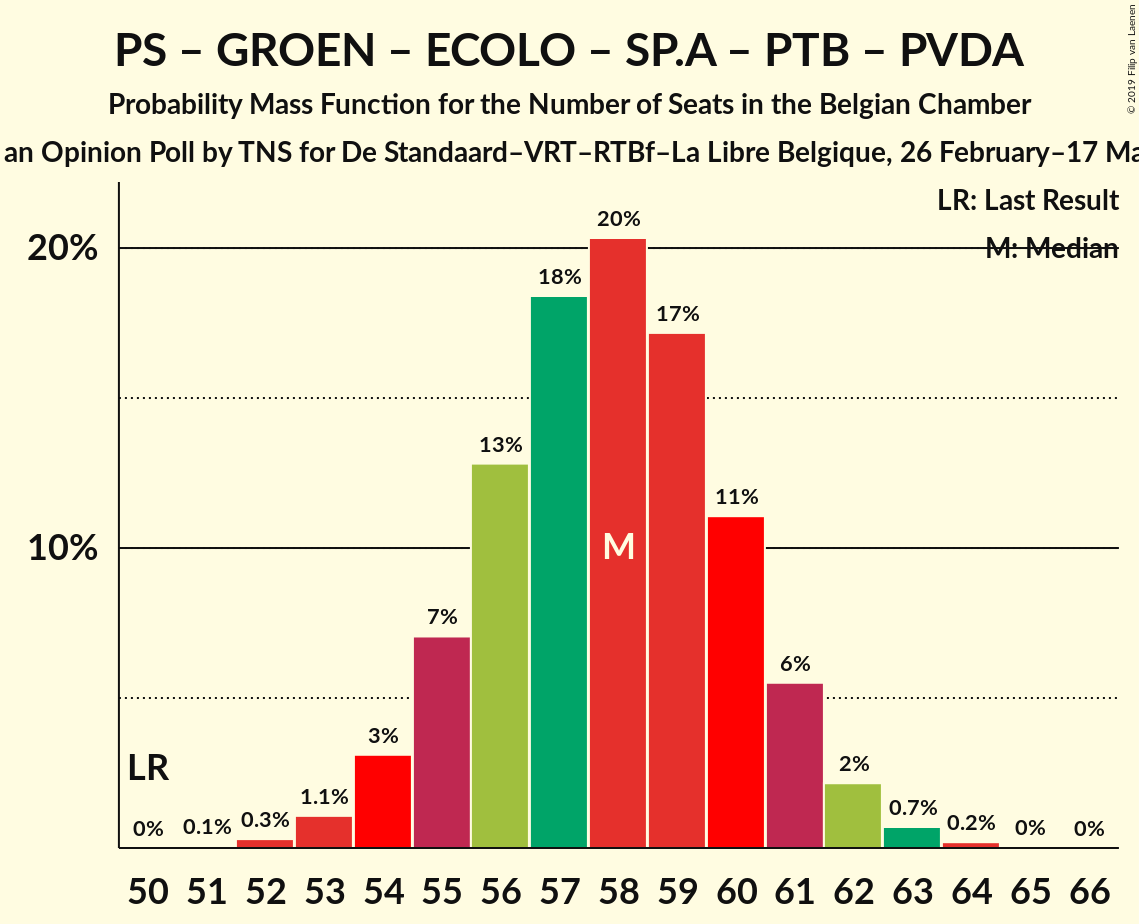 PS – GROEN – ECOLO – SP.A – PTB – PVDA
Probability Mass Function for the Number of Seats in the Belgian Chamber
an Opinion Poll by TNS for De Standaard–VRT–RTBf–La Libre Belgique, 26 February–17 Ma
© 2019 Filip van Laenen
LR: Last Result
M: Median
20%
10%
LR
M
0%
0.1%
0.3%
1.1%
3%
7%
13%
18%
20%
17%
11%
6%
2%
0.7%
0.2%
0%
0%
50 51 52 53 54 55 56 57 58 59 60 61 62 63 64 65 66